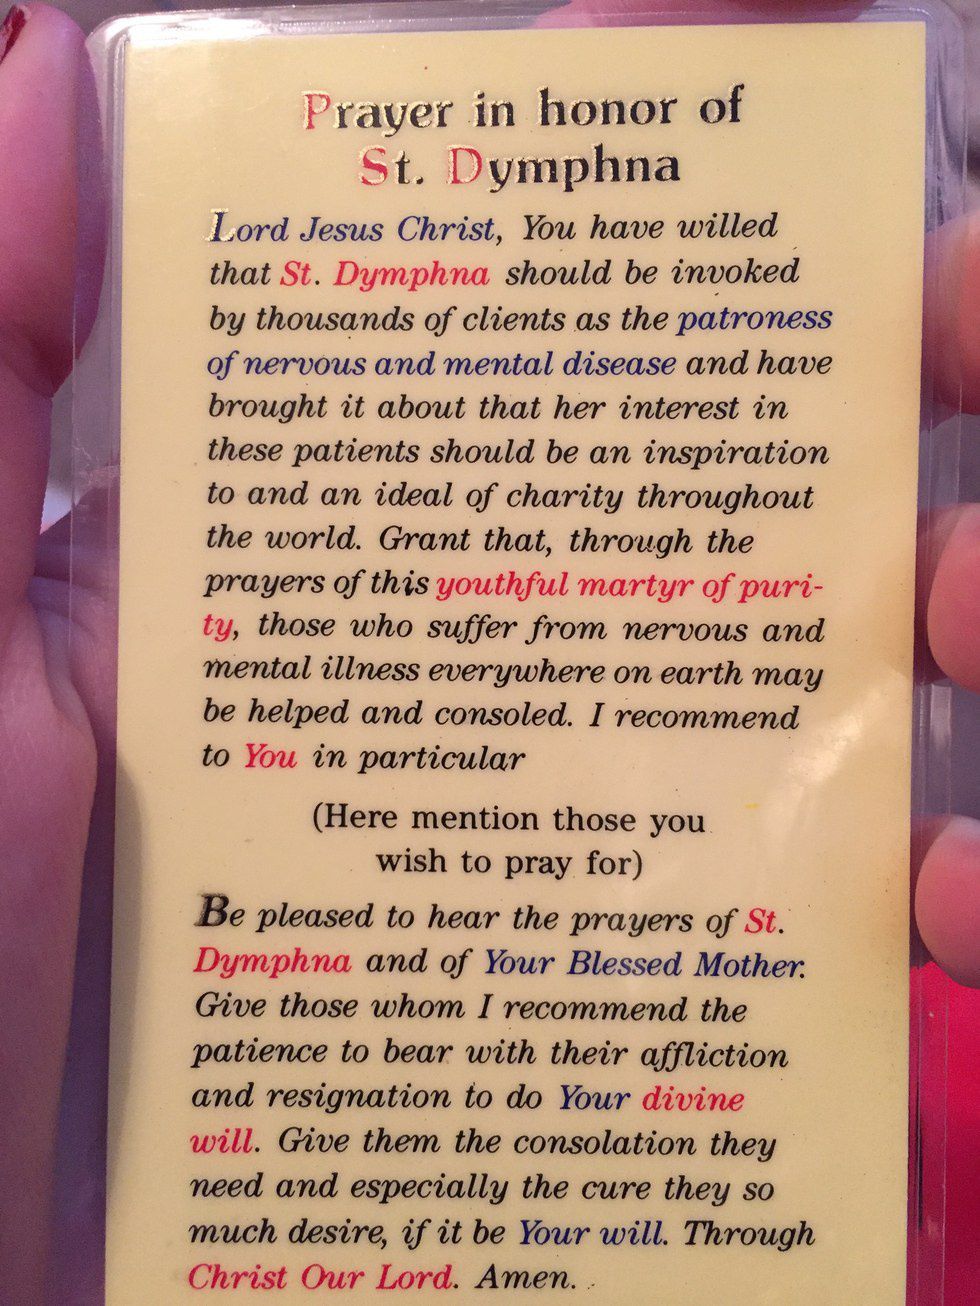 Prayer in honor of
St. Dymphna
Lord Jesus Christ, You have willed
that St. Dymphna should be invoked
by thousands of clients as the patroness
of nervous and mental disease and have
brought it about that her interest in
these patients should be an inspiration
to and an ideal of charity throughout
the world. Grant that, through the
prayers of this youthful martyr of puri-
ty, those who suffer from nervous and
mental illness everywhere on earth may
be helped and consoled. I recommend
to You in particular
(Here mention those you
wish to pray for)
Be pleased to hear the prayers of St.
Dymphna and of Your Blessed Mother.
Give those whom I recommend the
patience to bear with their affliction
and resignation to do Your divine
will. Give them the consolation they
need and especially the cure they so
much desire, if it be Your will. Through
Christ Our Lord. Amen.